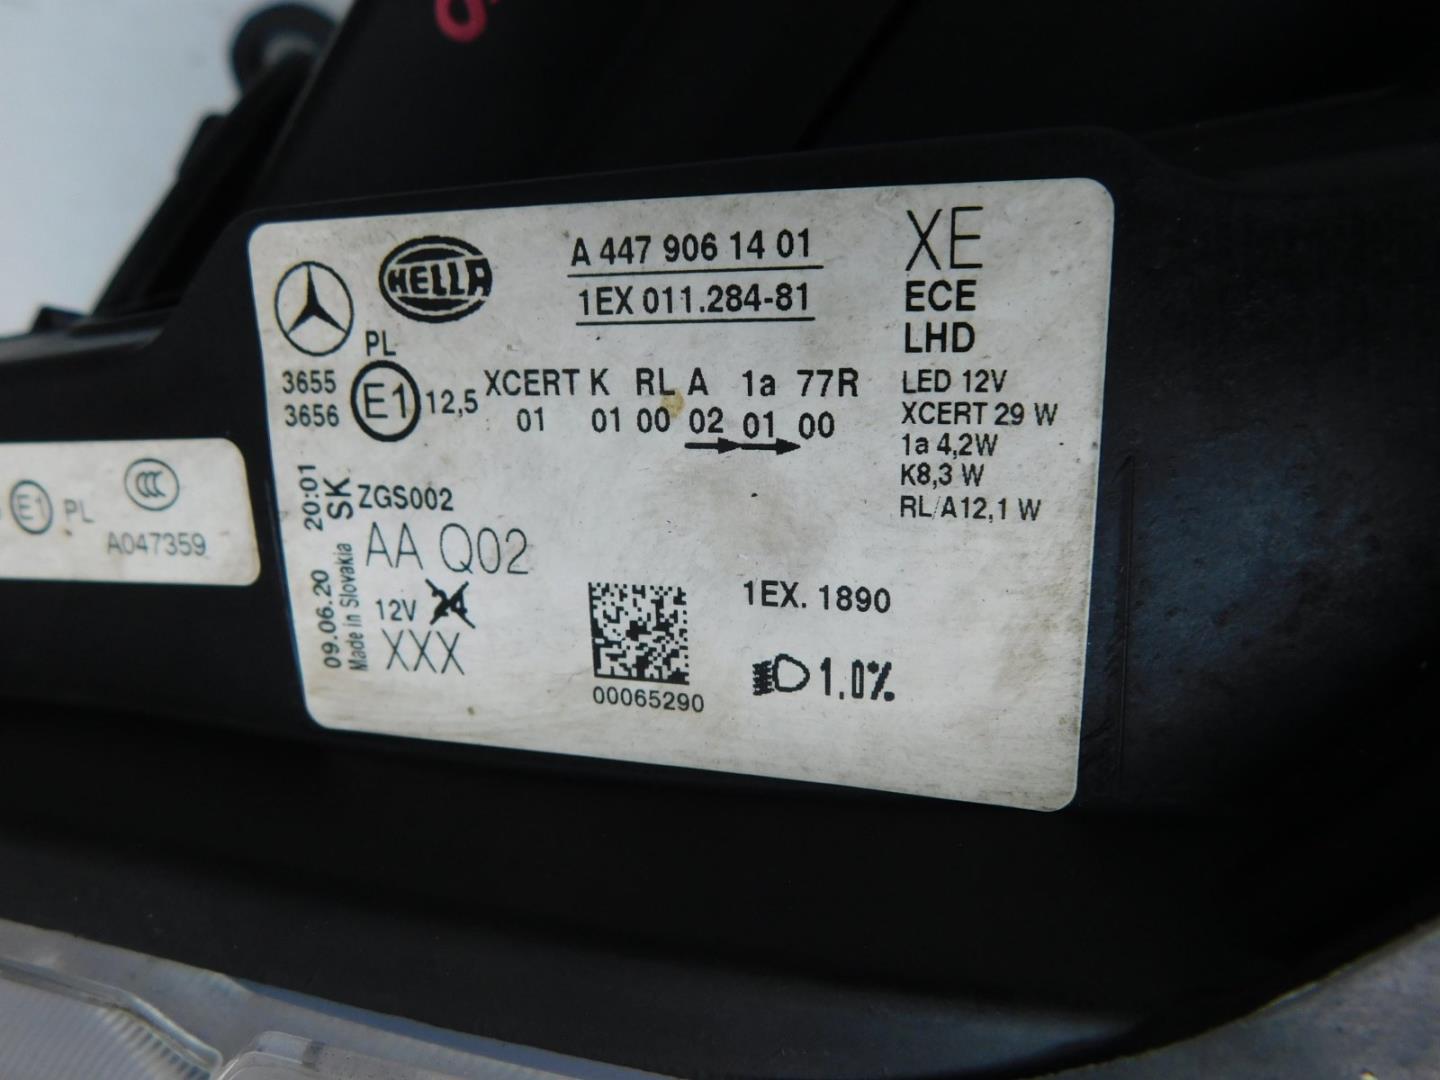 HELLA
A 447 906 14 01
1EX 011.284-81
XE
ECE
LHD
PL
3655
3656
E1
12,5
XCERT K RL A 1a 77R
01 01 00 02 01 00
LED 12V
XCERT 29 W
1a 4,2W
K8,3 W
RL/A12,1 W
09.06.20 20:01
Made in Slovakia SK
ZGS002
AA Q02
12V 24
XXX
00065290
1EX. 1890
1.0%
E1 PL
CCC
A047359